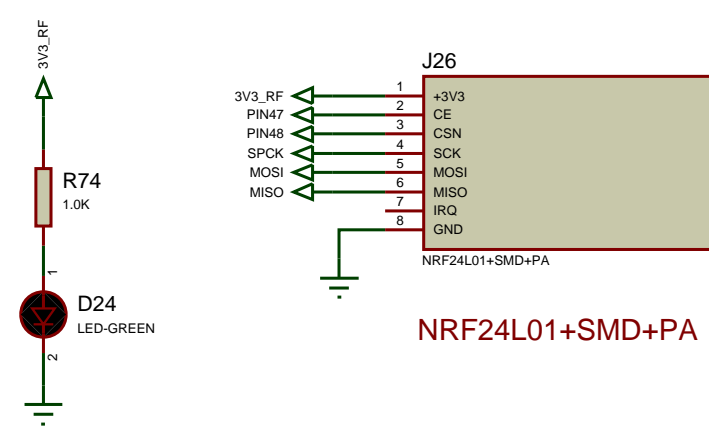 3V3_RF
R74
1.0K
1
D24
LED-GREEN
2
J26
3V3_RF 1 +3V3
PIN47 2 CE
PIN48 3 CSN
SPCK 4 SCK
MOSI 5 MOSI
MISO 6 MISO
7 IRQ
8 GND
NRF24L01+SMD+PA
NRF24L01+SMD+PA